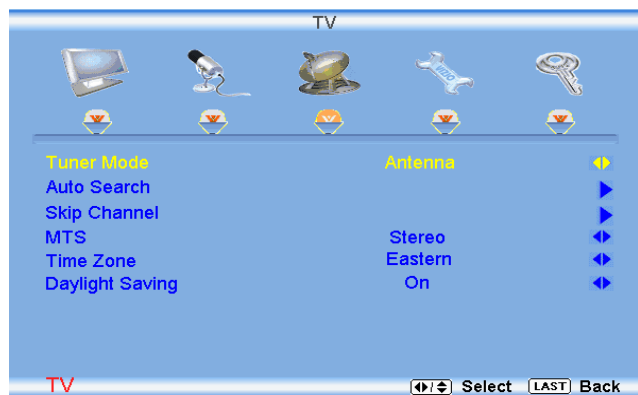 TV
Tuner Mode Antenna
Auto Search
Skip Channel
MTS Stereo
Time Zone Eastern
Daylight Saving On
TV Select LAST Back